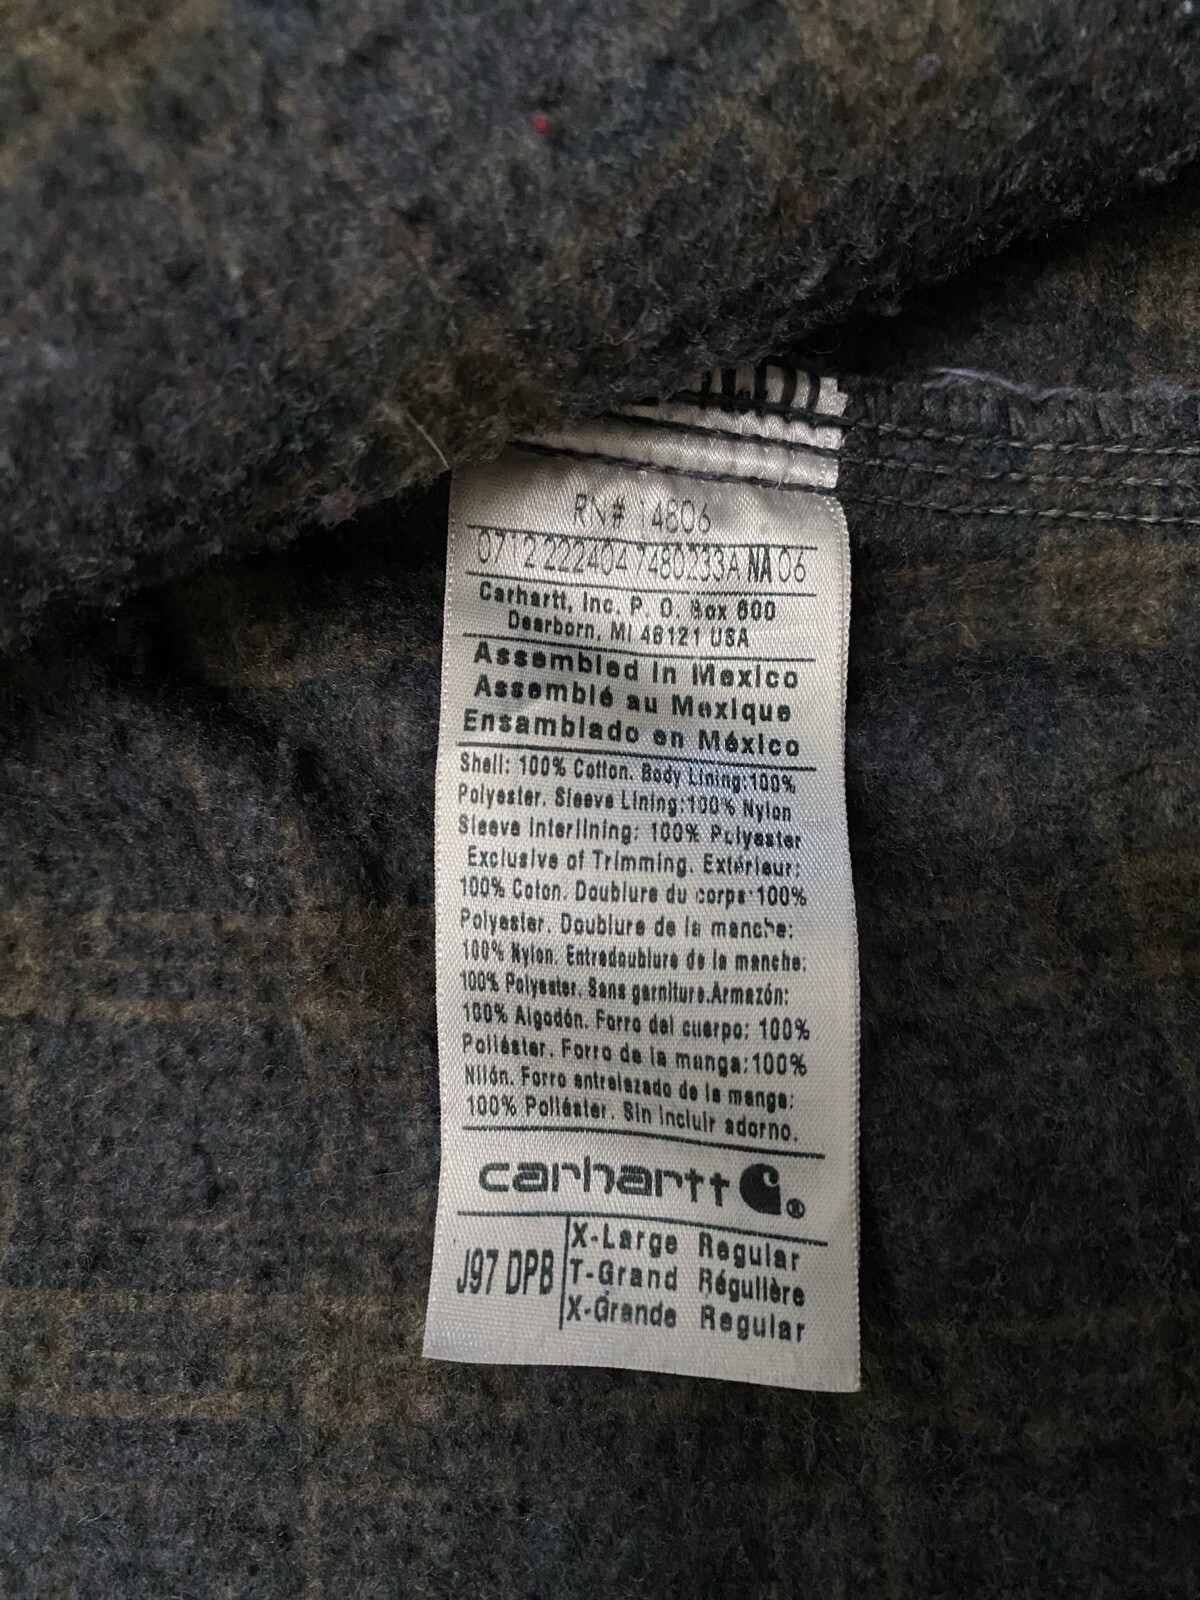 RN# 14806
0712 222404 7480233A NA 06
Carhartt, Inc. P. O. Box 600
Dearborn, MI 48121 USA
Assembled in Mexico
Assemblé au Mexique
Ensamblado en México
Shell: 100% Cotton. Body Lining:100%
Polyester. Sleeve Lining:100% Nylon
Sleeve Interlining: 100% Polyester
Exclusive of Trimming. Extérieur:
100% Coton. Doublure du corps:100%
Polyester. Doublure de la manche:
100% Nylon. Entredoublure de la manche:
100% Polyester. Sans garniture.Armazón:
100% Algodón. Forro del cuerpo: 100%
Poliéster. Forro de la manga:100%
Nilón. Forro entrelazado de la manga:
100% Poliéster. Sin incluir adorno.
carhartt ®
J97 DPB
X-Large Regular
T-Grand Régulière
X-Grande Regular